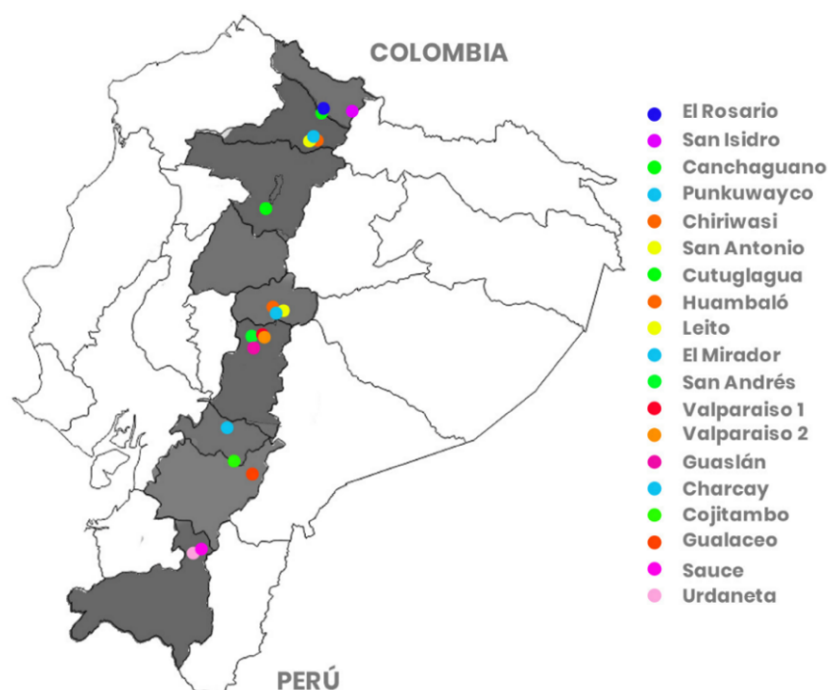 COLOMBIA
El Rosario
San Isidro
Canchaguano
Punkuwayco
Chiriwasi
San Antonio
Cutuglagua
Huambaló
Leito
El Mirador
San Andrés
Valparaiso 1
Valparaiso 2
Guaslán
Charcay
Cojitambo
Gualaceo
Sauce
Urdaneta
PERÚ